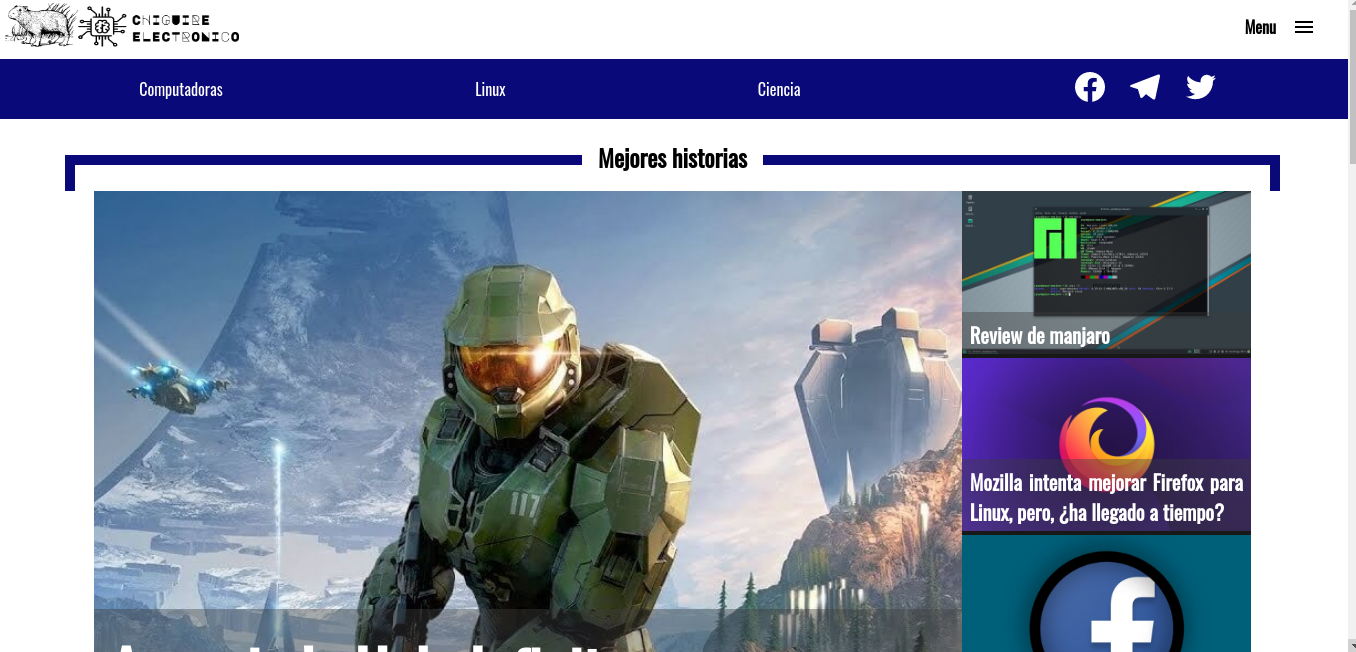 CHIGUIRE
ELECTRONICO
Menu
Computadoras
Linux
Ciencia
Mejores historias
117
Review de manjaro
Mozilla intenta mejorar Firefox para
Linux, pero, ¿ha llegado a tiempo?